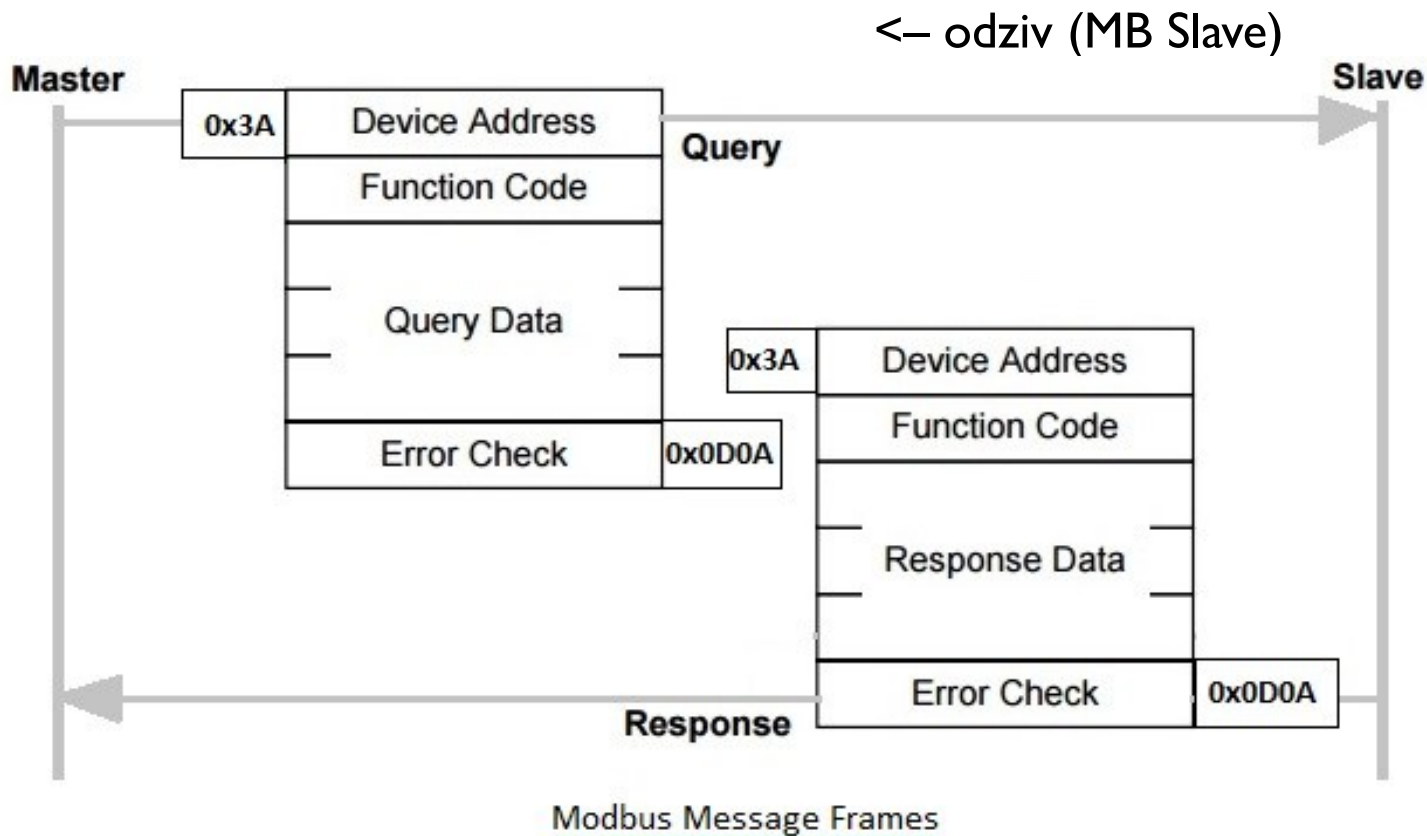 <– odziv (MB Slave)
Master
Slave
0x3A
Device Address
Query
Function Code
Query Data
Error Check
0x0D0A
0x3A
Device Address
Function Code
Response Data
Error Check
0x0D0A
Response
Modbus Message Frames